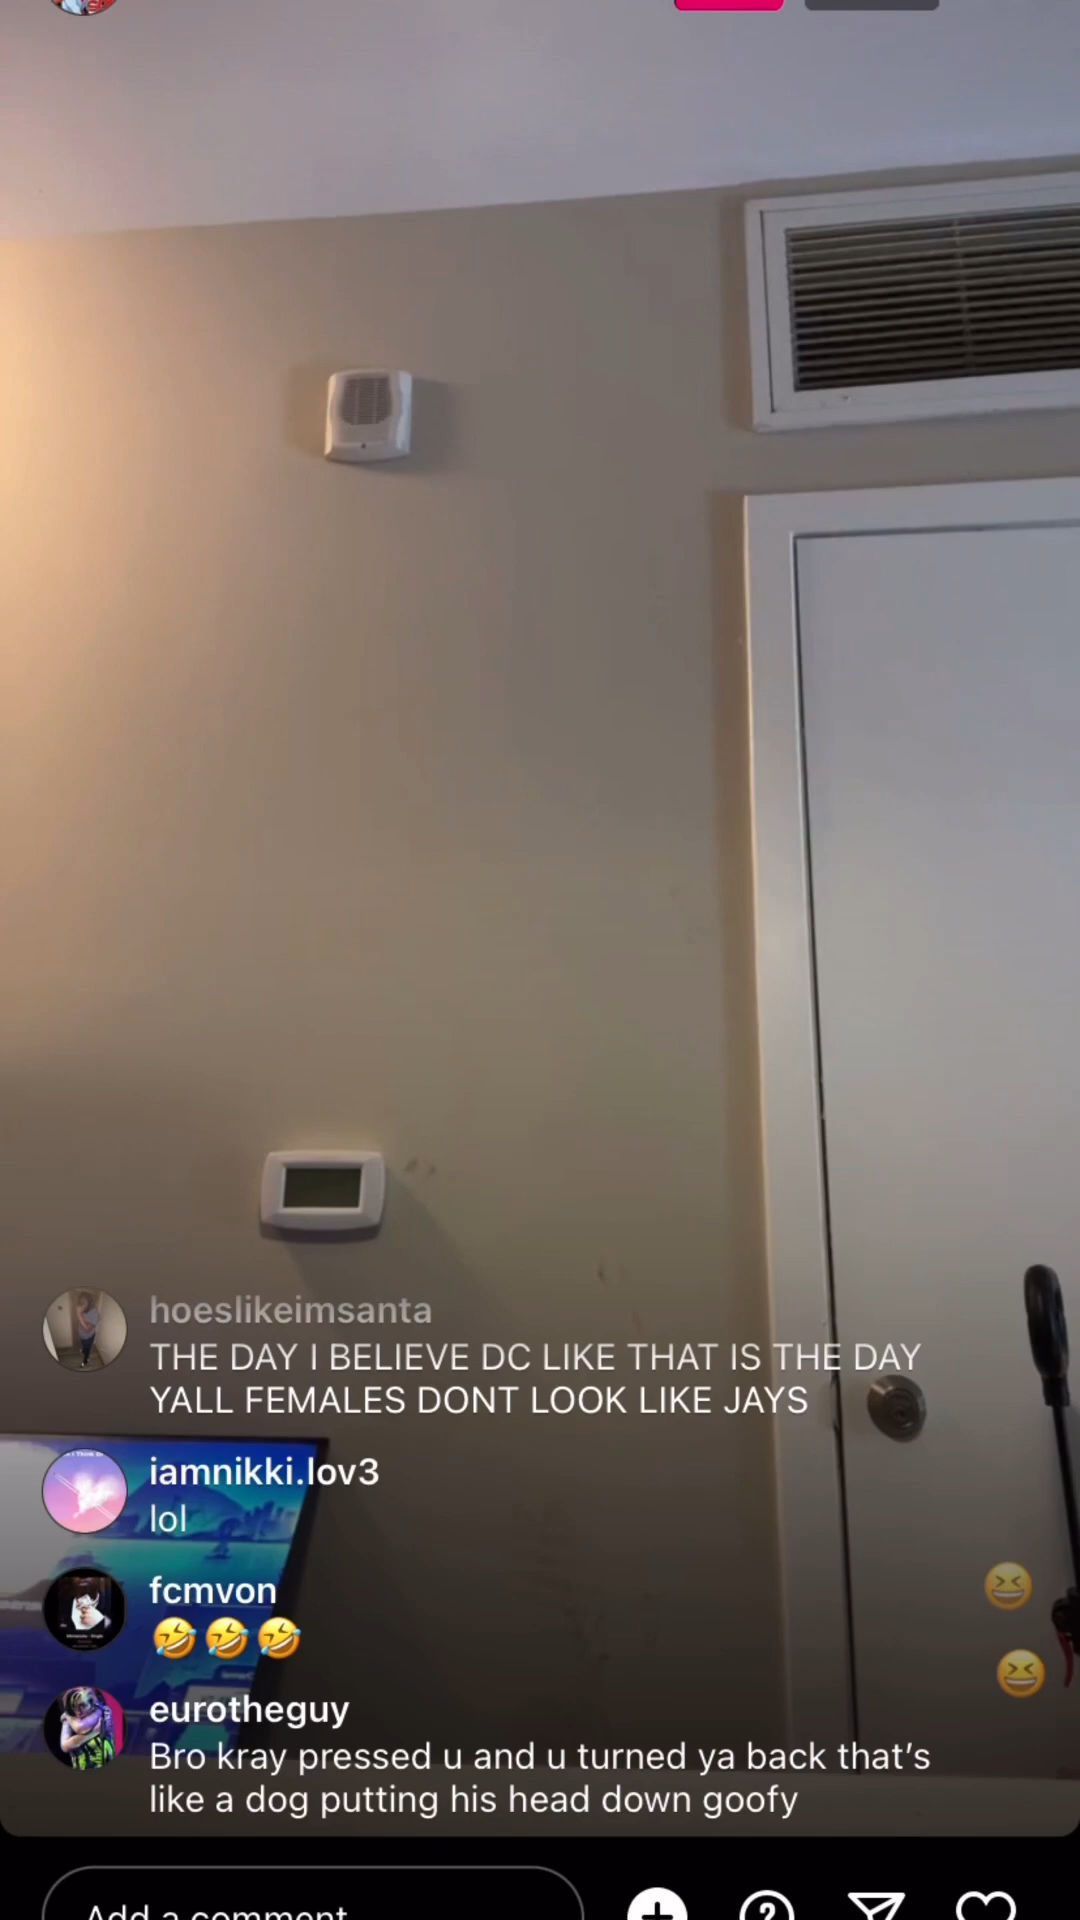 hoeslikeimsanta
THE DAY I BELIEVE DC LIKE THAT IS THE DAY
YALL FEMALES DONT LOOK LIKE JAYS
iamnikki.lov3
lol
fcmvon
🤣🤣🤣
eurotheguy
Bro kray pressed u and u turned ya back that’s
like a dog putting his head down goofy
Add a comment